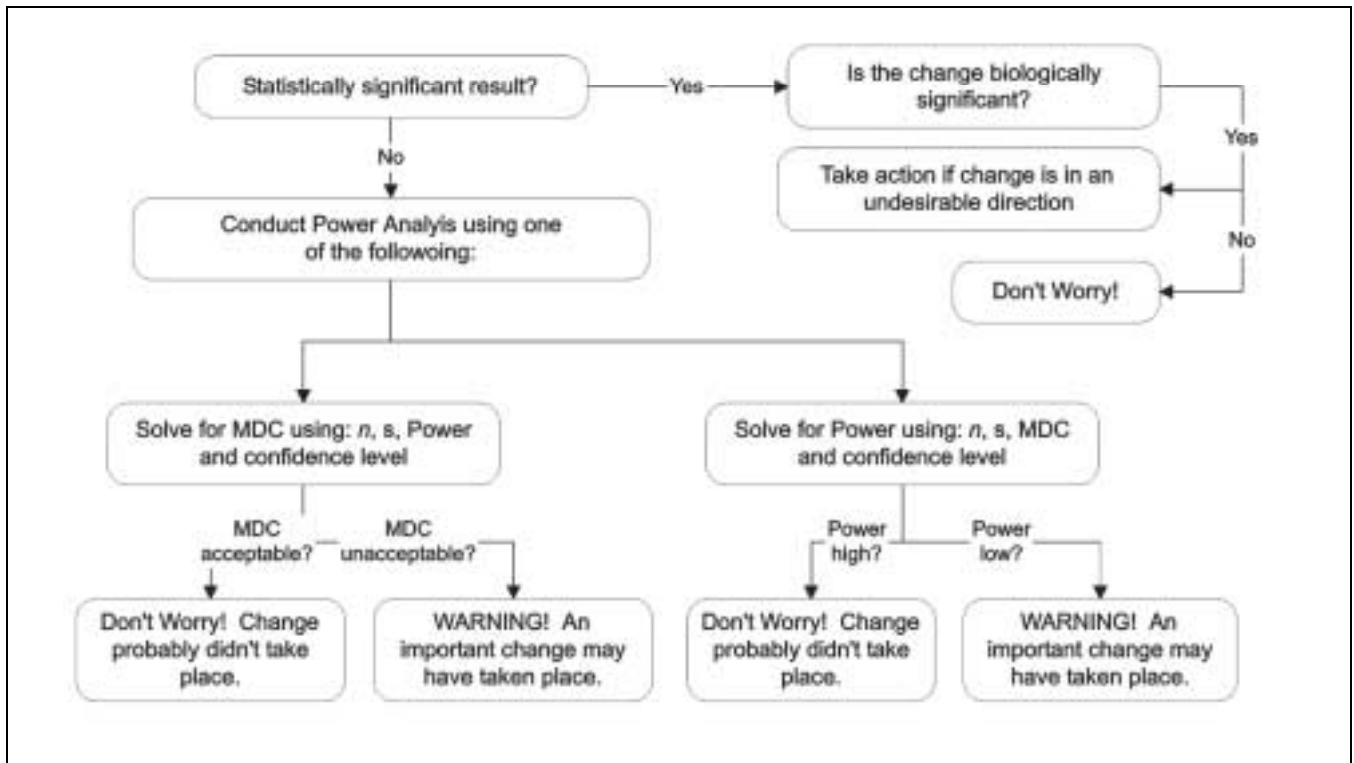 Statistically significant result?
Yes
Is the change biologically
significant?
Yes
No
Take action if change is in an
undesirable direction
No
Don't Worry!
Conduct Power Analyis using one
of the followoing:
Solve for MDC using: n, s, Power
and confidence level
Solve for Power using: n, s, MDC
and confidence level
MDC
acceptable?
MDC
unacceptable?
Power
high?
Power
low?
Don't Worry! Change
probably didn't take
place.
WARNING! An
important change may
have taken place.
Don't Worry! Change
probably didn't take
place.
WARNING! An
important change may
have taken place.